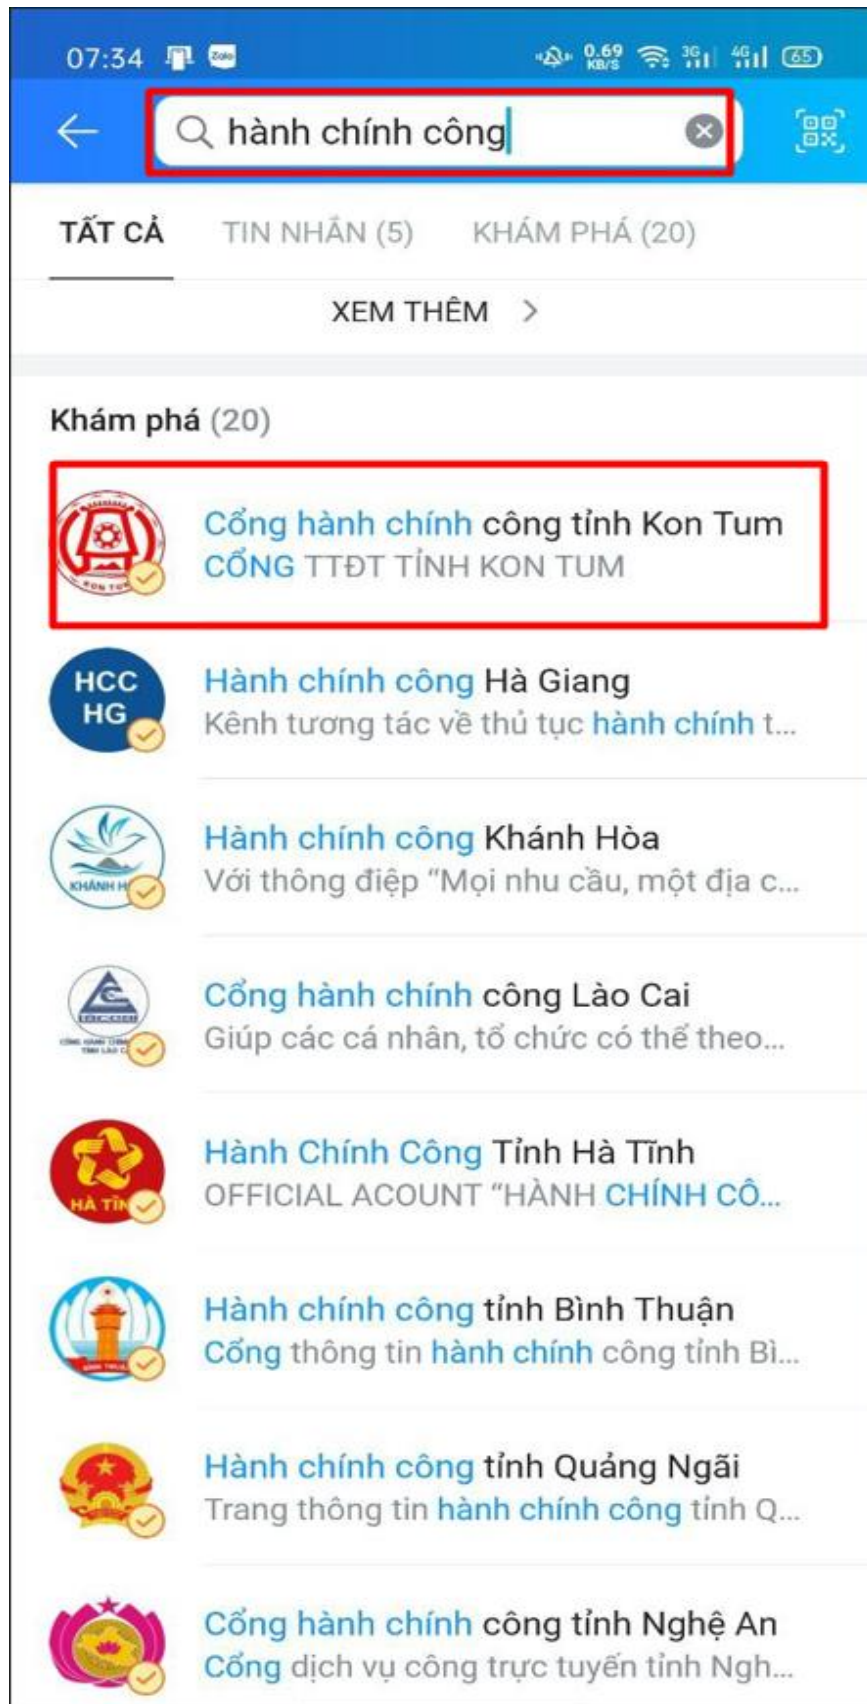 07:34 Zalo 0.69 KB/S 3G 4G 65
hành chính công
TẤT CẢ TIN NHẮN (5) KHÁM PHÁ (20)
XEM THÊM >
Khám phá (20)
KON TUM
Cổng hành chính công tỉnh Kon Tum
CỔNG TTĐT TỈNH KON TUM
HCC
HG
Hành chính công Hà Giang
Kênh tương tác về thủ tục hành chính t...
KHÁNH H
Hành chính công Khánh Hòa
Với thông điệp “Mọi nhu cầu, một địa c...
Cổng hành chính công Lào Cai
Giúp các cá nhân, tổ chức có thể theo...
HÀ TĨN
Hành Chính Công Tỉnh Hà Tĩnh
OFFICIAL ACOUNT “HÀNH CHÍNH CÔ...
Hành chính công tỉnh Bình Thuận
Cổng thông tin hành chính công tỉnh Bì...
Hành chính công tỉnh Quảng Ngãi
Trang thông tin hành chính công tỉnh Q...
Cổng hành chính công tỉnh Nghệ An
Cổng dịch vụ công trực tuyến tỉnh Ngh...